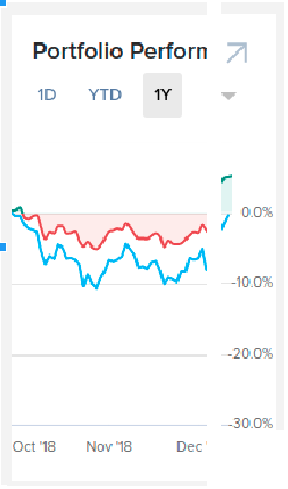 Portfolio Perform
1D YTD 1Y
0.0%
-10.0%
-20.0%
-30.0%
Oct '18 Nov '18 Dec '